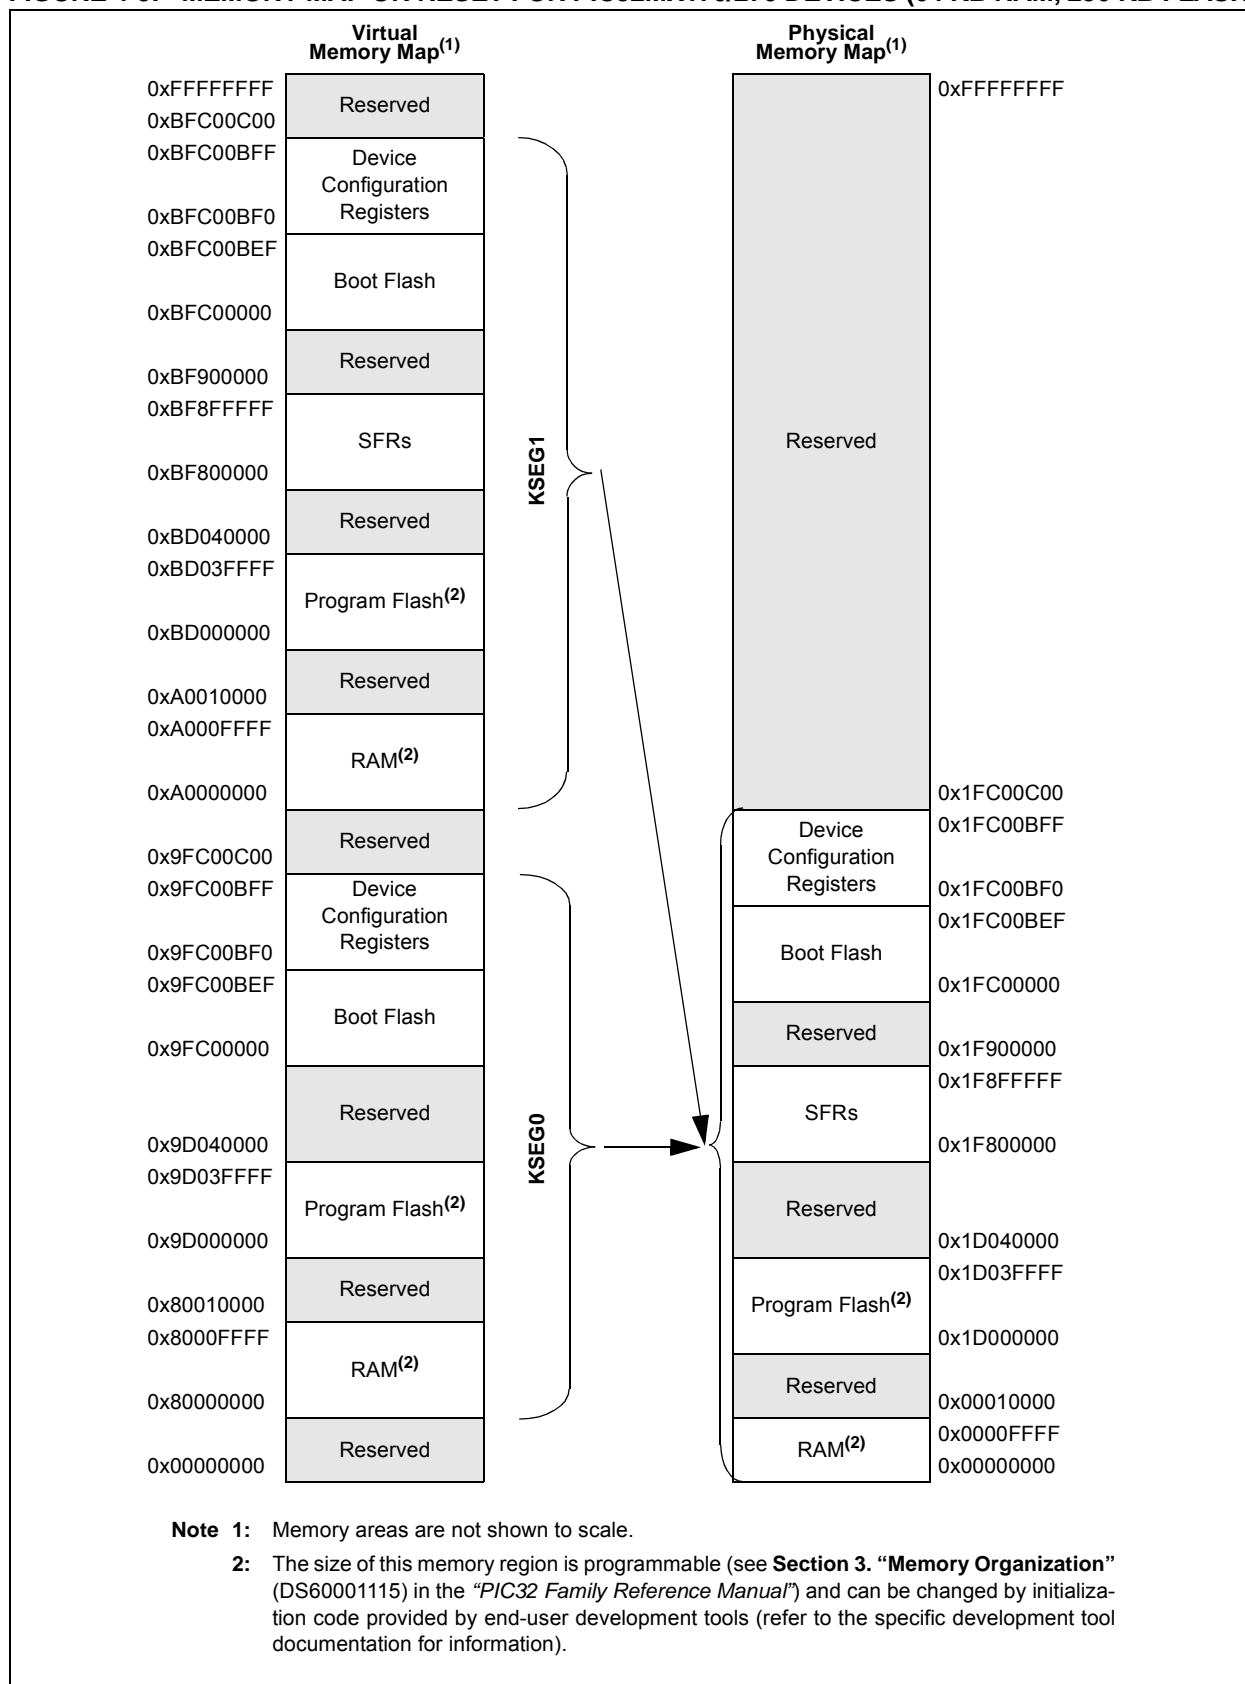 Virtual
Memory Map(1)
0xFFFFFFFF
Reserved
0xBFC00C00
0xBFC00BFF
Device
Configuration
Registers
0xBFC00BF0
0xBFC00BEF
Boot Flash
0xBFC00000
Reserved
0xBF900000
0xBF8FFFFF
SFRs
0xBF800000
Reserved
0xBD040000
0xBD03FFFF
Program Flash(2)
0xBD000000
Reserved
0xA0010000
0xA000FFFF
RAM(2)
0xA0000000
Reserved
0x9FC00C00
0x9FC00BFF
Device
Configuration
Registers
0x9FC00BF0
0x9FC00BEF
Boot Flash
0x9FC00000
Reserved
0x9D040000
0x9D03FFFF
Program Flash(2)
0x9D000000
Reserved
0x80010000
0x8000FFFF
RAM(2)
0x80000000
Reserved
0x00000000
KSEG1
KSEG0
Physical
Memory Map(1)
0xFFFFFFFF
Reserved
0x1FC00C00
0x1FC00BFF
Device
Configuration
Registers
0x1FC00BF0
0x1FC00BEF
Boot Flash
0x1FC00000
Reserved
0x1F900000
0x1F8FFFFF
SFRs
0x1F800000
Reserved
0x1D040000
0x1D03FFFF
Program Flash(2)
0x1D000000
Reserved
0x00010000
0x0000FFFF
RAM(2)
0x00000000
Note 1: Memory areas are not shown to scale.
2: The size of this memory region is programmable (see Section 3. “Memory Organization”
(DS60001115) in the “PIC32 Family Reference Manual”) and can be changed by initializa-
tion code provided by end-user development tools (refer to the specific development tool
documentation for information).